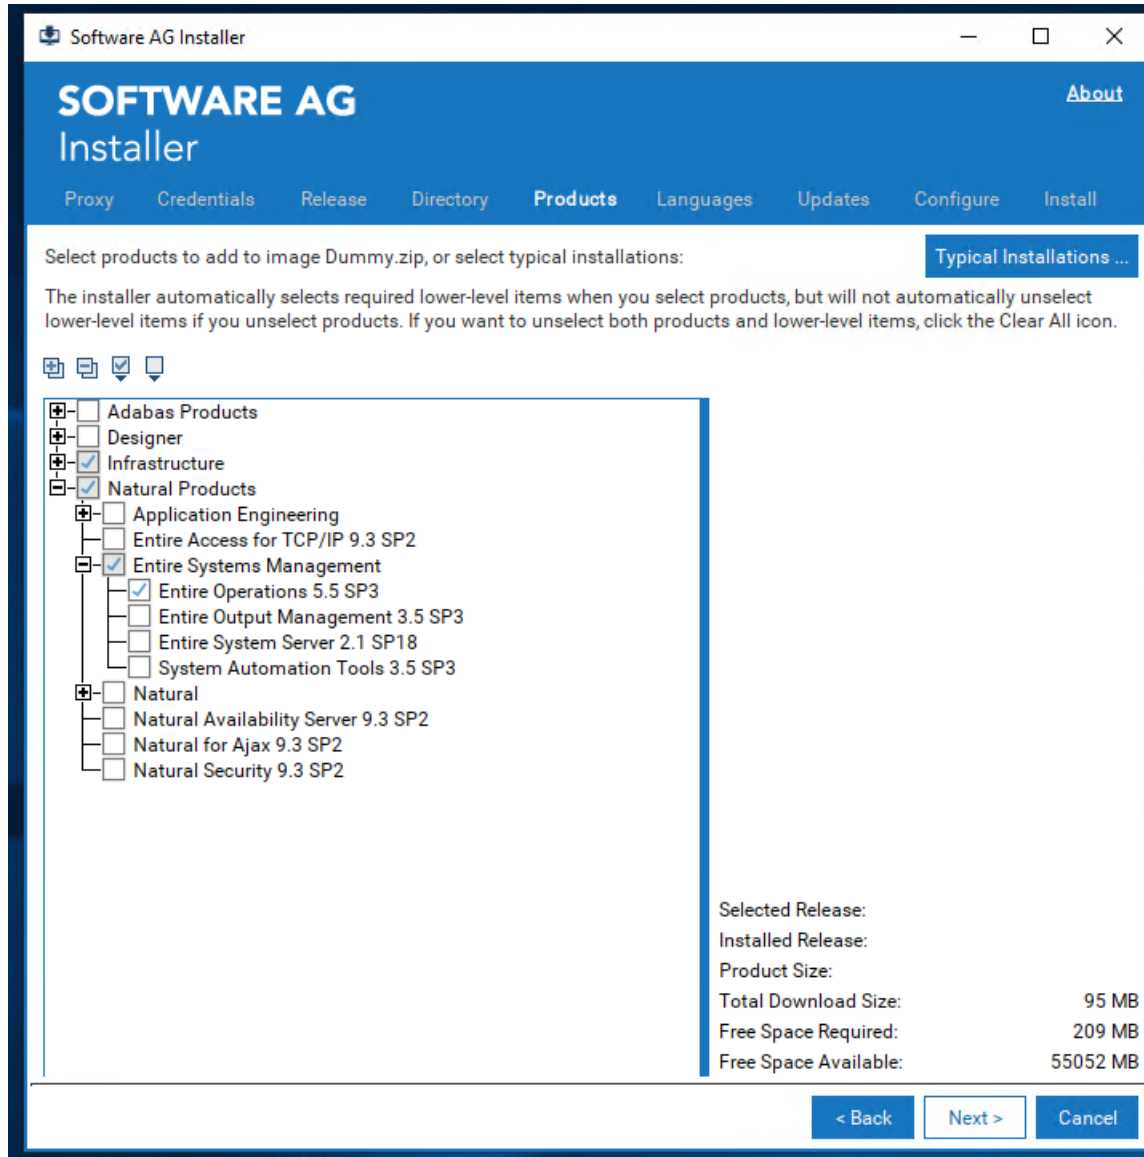 Software AG Installer
SOFTWARE AG
About
Installer
Proxy Credentials Release Directory Products Languages Updates Configure Install
Select products to add to image Dummy.zip, or select typical installations:
Typical Installations ...
The installer automatically selects required lower-level items when you select products, but will not automatically unselect
lower-level items if you unselect products. If you want to unselect both products and lower-level items, click the Clear All icon.
Adabas Products
Designer
Infrastructure
Natural Products
Application Engineering
Entire Access for TCP/IP 9.3 SP2
Entire Systems Management
Entire Operations 5.5 SP3
Entire Output Management 3.5 SP3
Entire System Server 2.1 SP18
System Automation Tools 3.5 SP3
Natural
Natural Availability Server 9.3 SP2
Natural for Ajax 9.3 SP2
Natural Security 9.3 SP2
Selected Release:
Installed Release:
Product Size:
Total Download Size: 95 MB
Free Space Required: 209 MB
Free Space Available: 55052 MB
< Back Next > Cancel